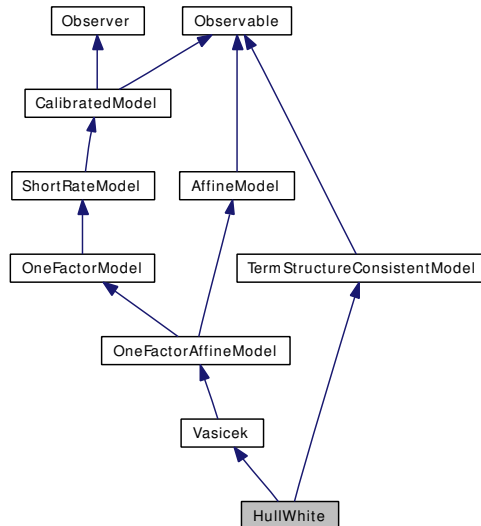 Observer
Observable
CalibratedModel
ShortRateModel
AffineModel
OneFactorModel
TermStructureConsistentModel
OneFactorAffineModel
Vasicek
HullWhite